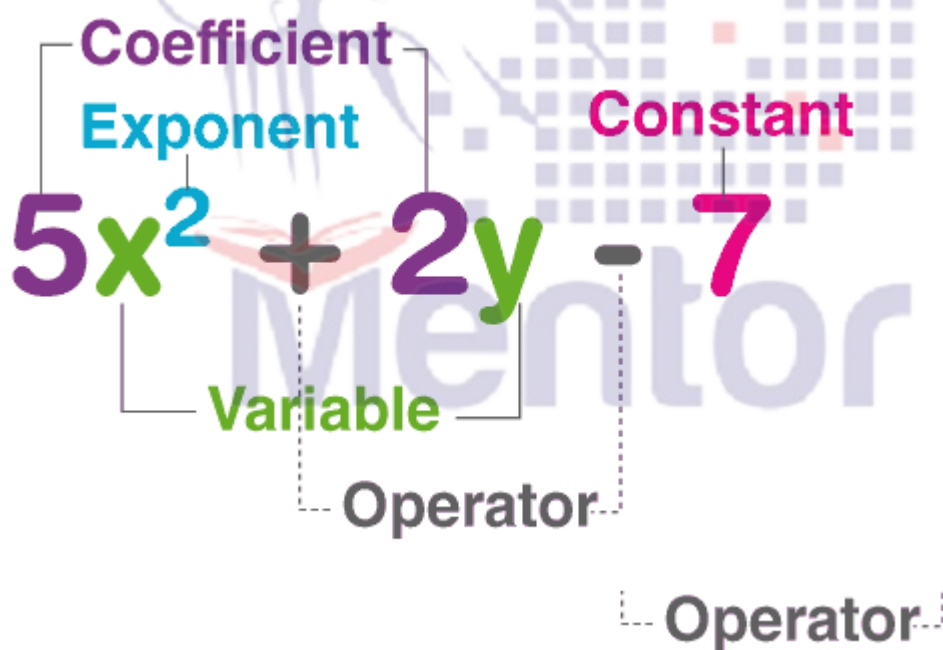 Coefficient
Exponent
Constant
5x² + 2y - 7
Mentor
Variable
Operator
Operator